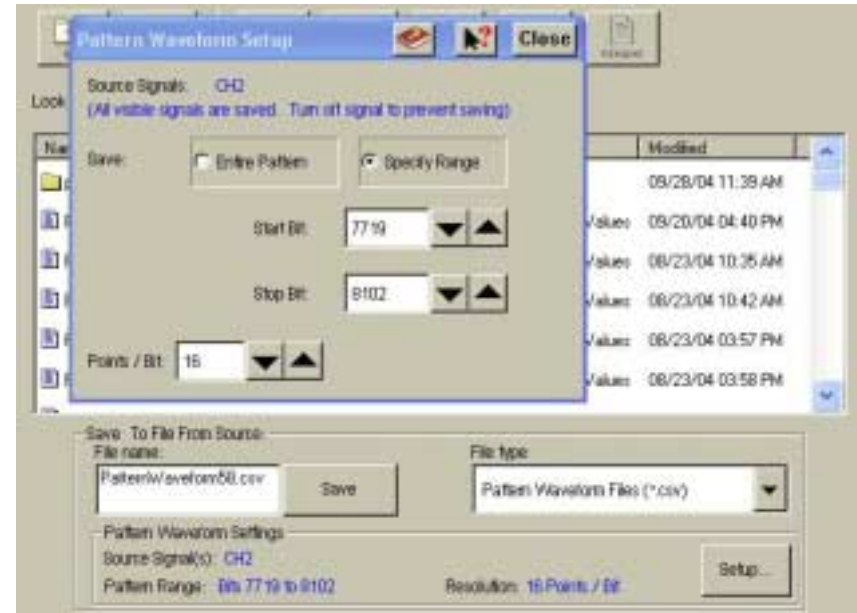 Pattern Waveform Setup
Close
Source Signals: CH2
(All visible signals are saved. Turn off signal to prevent saving)
Look
Save:
Entire Pattern
Specify Range
Modified
Start Bit:
7719
Stop Bit:
8102
Points / Bit:
16
09/28/04 11:39 AM
Values 09/20/04 04:40 PM
Values 08/23/04 10:35 AM
Values 08/23/04 10:42 AM
Values 08/23/04 03:57 PM
Values 08/23/04 03:58 PM
Save To File From Source
File name:
File type
PatternWaveform58.csv
Save
Pattern Waveform Files (*.csv)
Pattern Waveform Settings
Source Signal(s): CH2
Pattern Range: Bits 7719 to 8102
Resolution: 16 Points / Bit
Setup...